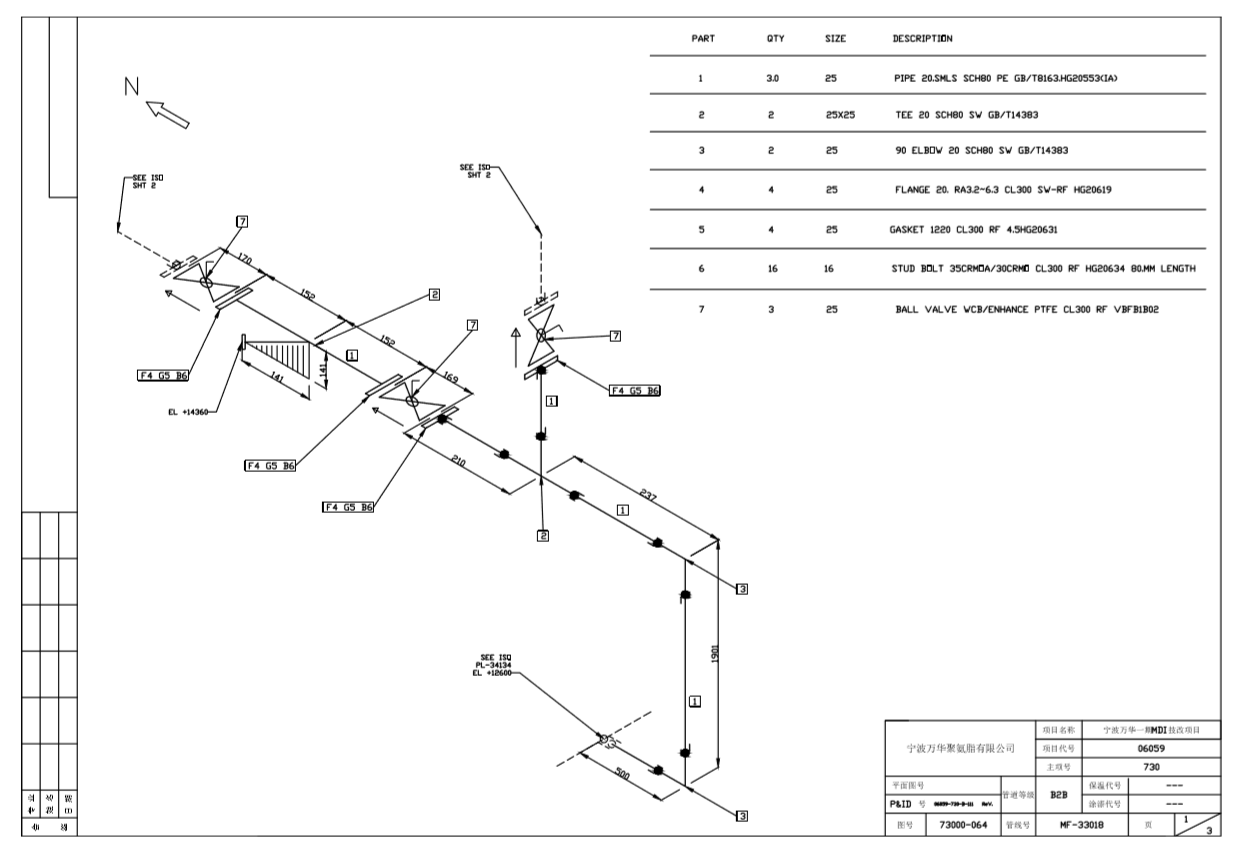 PART QTY SIZE DESCRIPTION
1 3.0 25 PIPE 20.SMLS SCH80 PE GB/T8163.HG20553(IA)
2 2 25X25 TEE 20 SCH80 SW GB/T14383
3 2 25 90 ELBOW 20 SCH80 SW GB/T14383
4 4 25 FLANGE 20. RA3.2~6.3 CL300 SW-RF HG20619
5 4 25 GASKET 1220 CL300 RF 4.5HG20631
6 16 16 STUD BOLT 35CRMOA/30CRMO CL300 RF HG20634 80.MM LENGTH
7 3 25 BALL VALVE WCB/ENHANCE PTFE CL300 RF VBFB1B02
N
SEE ISO
SHT 2
SEE ISO
SHT 2
7
170
152
2
152
7
7
1
169
141
141
F4 G5 B6
F4 G5 B6
1
EL +14360
F4 G5 B6
210
F4 G5 B6
237
1
2
3
1901
SEE ISO
PL-34134
EL +12600
1
500
3
宁波万华聚氨脂有限公司
项目名称 宁波万华一期MDI技改项目
项目代号 06059
主项号 730
平面图号
管道等级 B2B
保温代号 ---
P&ID 号 06059-730-B-111 REV.
涂漆代号 ---
图号 73000-064 管线号 MF-33018 页 1/3